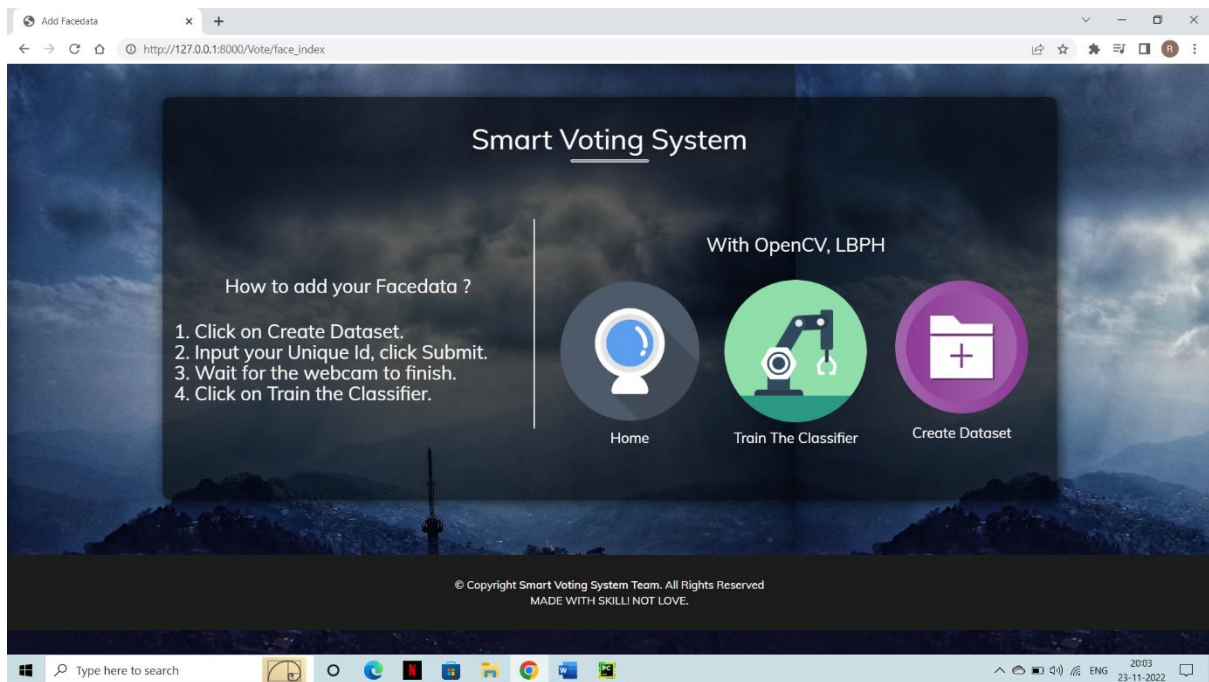 Add Facedata
http://127.0.0.1:8000/Vote/face_index
R
Smart Voting System
How to add your Facedata ?
1. Click on Create Dataset.
2. Input your Unique Id, click Submit.
3. Wait for the webcam to finish.
4. Click on Train the Classifier.
With OpenCV, LBPH
Home
Train The Classifier
Create Dataset
© Copyright Smart Voting System Team. All Rights Reserved
MADE WITH SKILL! NOT LOVE.
Type here to search
N
W
PC
ENG
20:03
23-11-2022